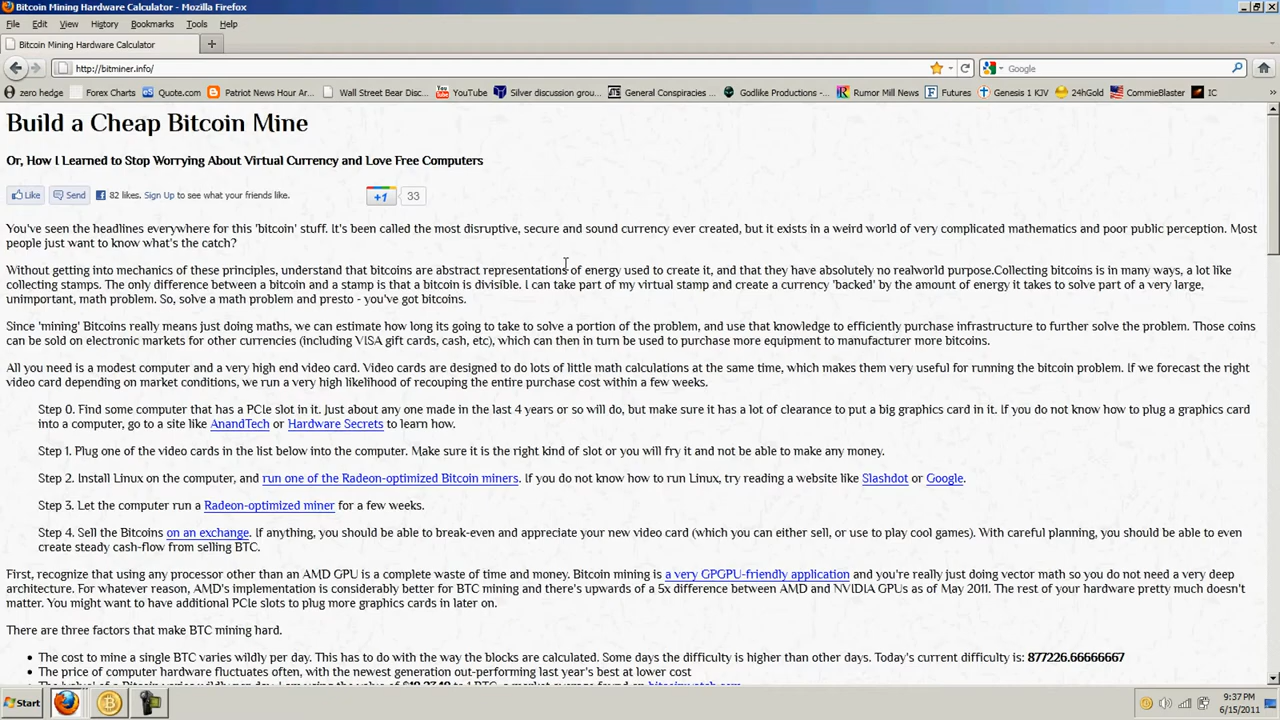 Bitcoin Mining Hardware Calculator - Mozilla Firefox
File Edit View History Bookmarks Tools Help
Bitcoin Mining Hardware Calculator
http://bitminer.info/
Google
zero hedge Forex Charts Quote.com Patriot News Hour Ar... Wall Street Bear Disc... YouTube Silver discussion grou... General Conspiracies ... Godlike Productions -... Rumor Mill News Futures Genesis 1 KJV 24hGold CommieBlaster IC
Build a Cheap Bitcoin Mine
Or, How I Learned to Stop Worrying About Virtual Currency and Love Free Computers
Like Send 82 likes. Sign Up to see what your friends like. +1 33
You've seen the headlines everywhere for this 'bitcoin' stuff. It's been called the most disruptive, secure and sound currency ever created, but it exists in a weird world of very complicated mathematics and poor public perception. Most
people just want to know what's the catch?
Without getting into mechanics of these principles, understand that bitcoins are abstract representations of energy used to create it, and that they have absolutely no realworld purpose.Collecting bitcoins is in many ways, a lot like
collecting stamps. The only difference between a bitcoin and a stamp is that a bitcoin is divisible. I can take part of my virtual stamp and create a currency 'backed' by the amount of energy it takes to solve part of a very large,
unimportant, math problem. So, solve a math problem and presto - you've got bitcoins.
Since 'mining' Bitcoins really means just doing maths, we can estimate how long its going to take to solve a portion of the problem, and use that knowledge to efficiently purchase infrastructure to further solve the problem. Those coins
can be sold on electronic markets for other currencies (including VISA gift cards, cash, etc), which can then in turn be used to purchase more equipment to manufacturer more bitcoins.
All you need is a modest computer and a very high end video card. Video cards are designed to do lots of little math calculations at the same time, which makes them very useful for running the bitcoin problem. If we forecast the right
video card depending on market conditions, we run a very high likelihood of recouping the entire purchase cost within a few weeks.
Step 0. Find some computer that has a PCIe slot in it. Just about any one made in the last 4 years or so will do, but make sure it has a lot of clearance to put a big graphics card in it. If you do not know how to plug a graphics card
into a computer, go to a site like AnandTech or Hardware Secrets to learn how.
Step 1. Plug one of the video cards in the list below into the computer. Make sure it is the right kind of slot or you will fry it and not be able to make any money.
Step 2. Install Linux on the computer, and run one of the Radeon-optimized Bitcoin miners. If you do not know how to run Linux, try reading a website like Slashdot or Google.
Step 3. Let the computer run a Radeon-optimized miner for a few weeks.
Step 4. Sell the Bitcoins on an exchange. If anything, you should be able to break-even and appreciate your new video card (which you can either sell, or use to play cool games). With careful planning, you should be able to even
create steady cash-flow from selling BTC.
First, recognize that using any processor other than an AMD GPU is a complete waste of time and money. Bitcoin mining is a very GPGPU-friendly application and you're really just doing vector math so you do not need a very deep
architecture. For whatever reason, AMD's implementation is considerably better for BTC mining and there's upwards of a 5x difference between AMD and NVIDIA GPUs as of May 2011. The rest of your hardware pretty much doesn't
matter. You might want to have additional PCIe slots to plug more graphics cards in later on.
There are three factors that make BTC mining hard.
• The cost to mine a single BTC varies wildly per day. This has to do with the way the blocks are calculated. Some days the difficulty is higher than other days. Today's current difficulty is: 877226.66666667
• The price of computer hardware fluctuates often, with the newest generation out-performing last year's best at lower cost
Start
9:37 PM
6/15/2011